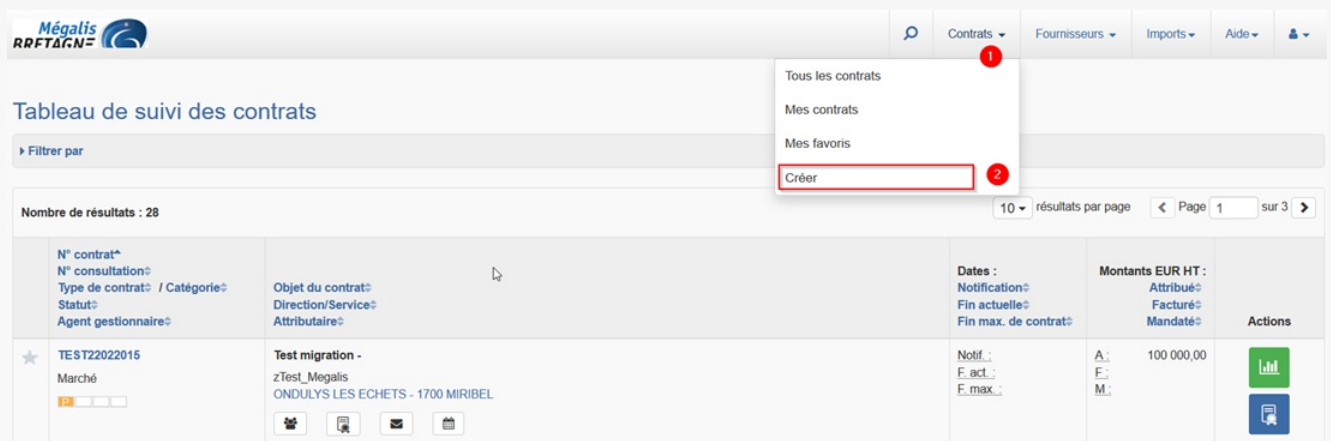 Mégalis
BRETAGNE
Contrats
Fournisseurs
Imports
Aide
1
Tous les contrats
Mes contrats
Mes favoris
Créer
2
Tableau de suivi des contrats
Filtrer par
Nombre de résultats : 28
10 résultats par page
Page 1 sur 3
N° contrat
N° consultation
Type de contrat / Catégorie
Statut
Agent gestionnaire
Objet du contrat
Direction/Service
Attributaire
Dates :
Notification
Fin actuelle
Fin max. de contrat
Montants EUR HT :
Attribué
Facturé
Mandaté
Actions
TEST22022015
Marché
P
Test migration -
zTest_Megalis
ONDULYS LES ECHETS - 1700 MIRIBEL
Notif. :
F. act. :
F. max. :
A : 100 000,00
F :
M :